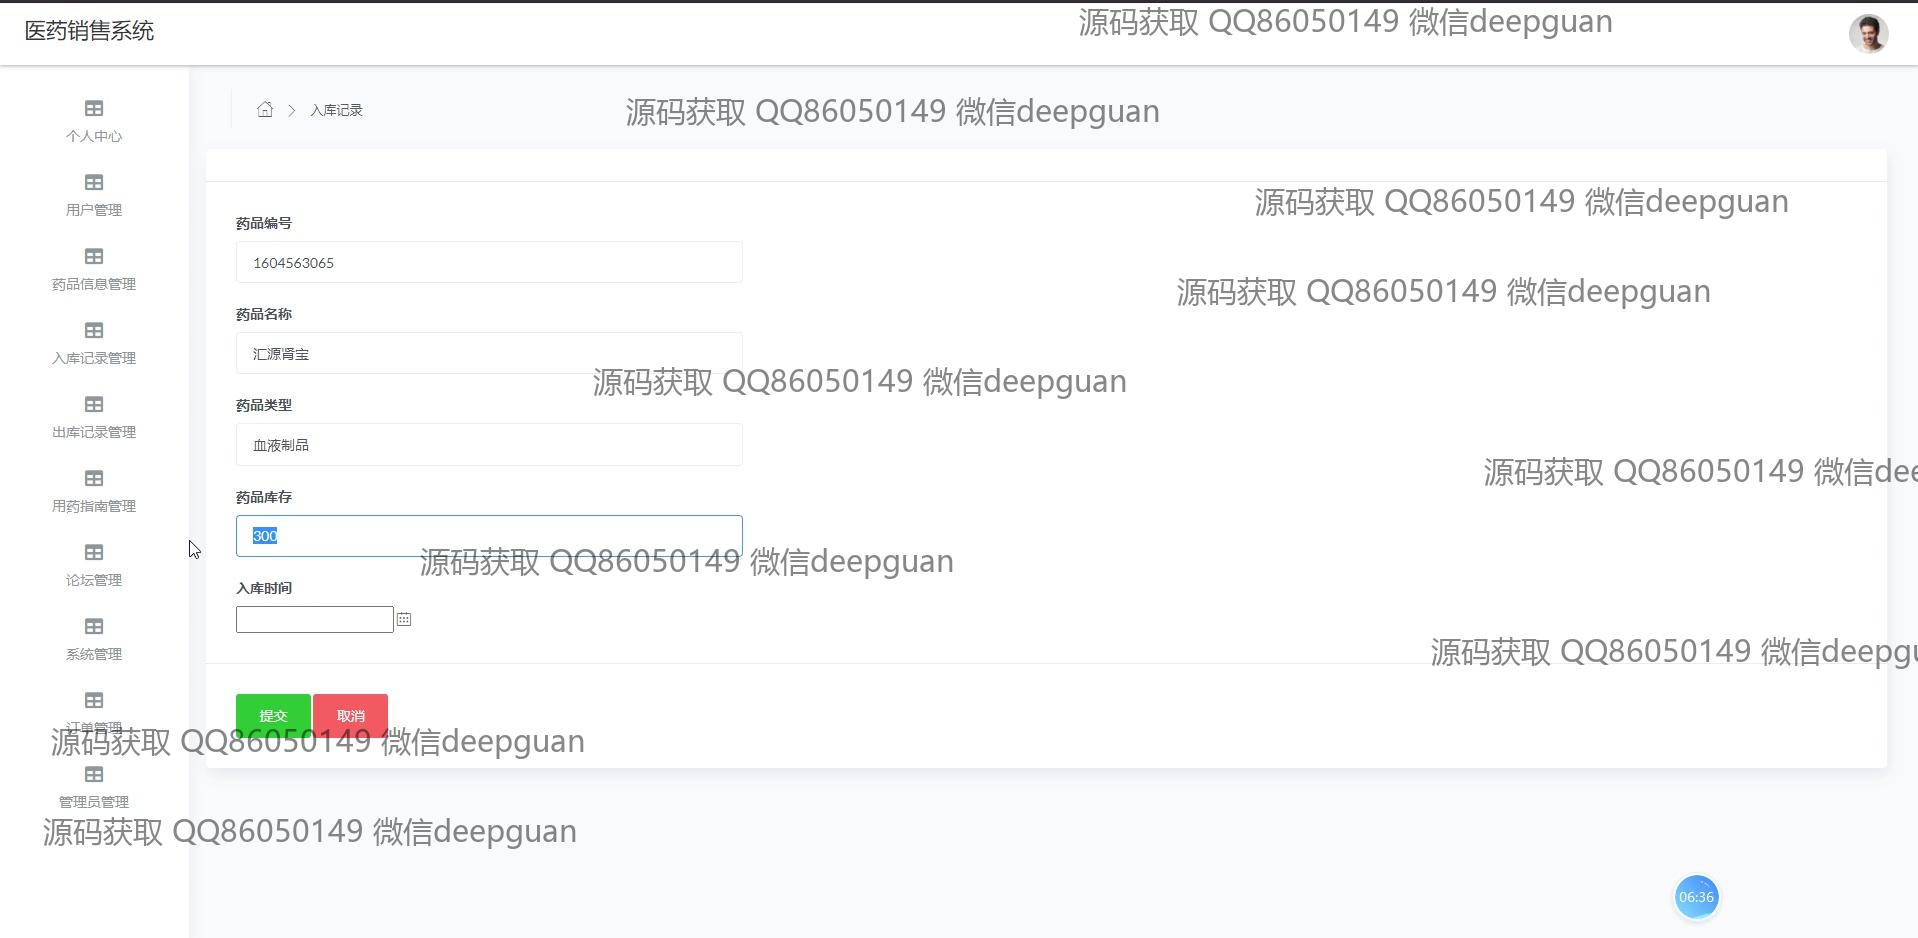 医药销售系统
源码获取 QQ86050149 微信deepguan
入库记录
源码获取 QQ86050149 微信deepguan
个人中心
用户管理
药品信息管理
入库记录管理
出库记录管理
用药指南管理
论坛管理
系统管理
订单管理
管理员管理
源码获取 QQ86050149 微信deepguan
药品编号
1604563065
源码获取 QQ86050149 微信deepguan
药品名称
汇源肾宝
源码获取 QQ86050149 微信deepguan
药品类型
血液制品
源码获取 QQ86050149 微信dee
药品库存
300
源码获取 QQ86050149 微信deepguan
入库时间
源码获取 QQ86050149 微信deepgu
提交
取消
源码获取 QQ86050149 微信deepguan
源码获取 QQ86050149 微信deepguan
06:36